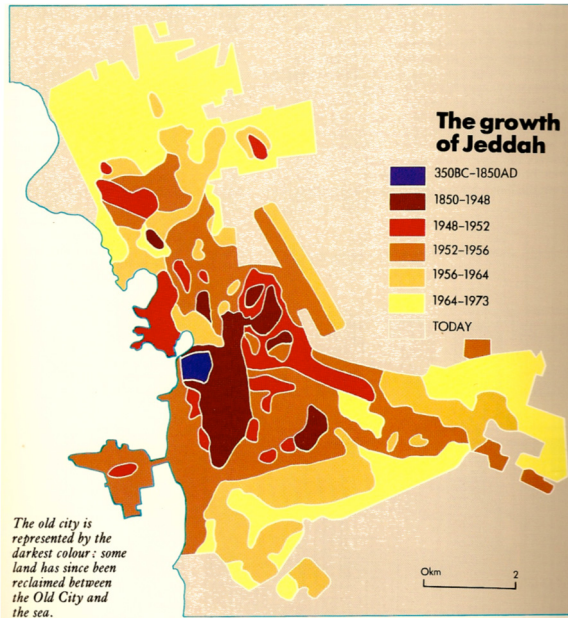 The growth
of Jeddah
350BC–1850AD
1850–1948
1948–1952
1952–1956
1956–1964
1964–1973
TODAY
The old city is
represented by the
darkest colour: some
land has since been
reclaimed between
the Old City and
the sea.
0km 2